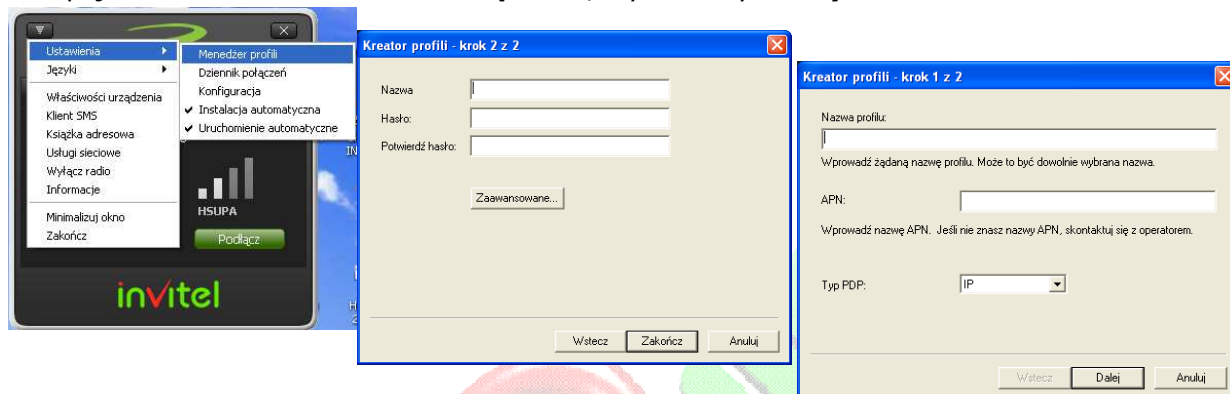 Ustawienia
Języki
Właściwości urządzenia
Klient SMS
Książka adresowa
Usługi sieciowe
Wyłącz radio
Informacje
Minimalizuj okno
Zakończ
Menedżer profili
Dziennik połączeń
Konfiguracja
Instalacja automatyczna
Uruchomienie automatyczne
HSUPA
Podłącz
invitel
Kreator profili - krok 2 z 2
Nazwa
Hasło:
Potwierdź hasło:
Zaawansowane...
Wstecz Zakończ Anuluj
Kreator profili - krok 1 z 2
Nazwa profilu:
Wprowadź żądaną nazwę profilu. Może to być dowolnie wybrana nazwa.
APN:
Wprowadź nazwę APN. Jeśli nie znasz nazwy APN, skontaktuj się z operatorem.
Typ PDP: IP
Wstecz Dalej Anuluj